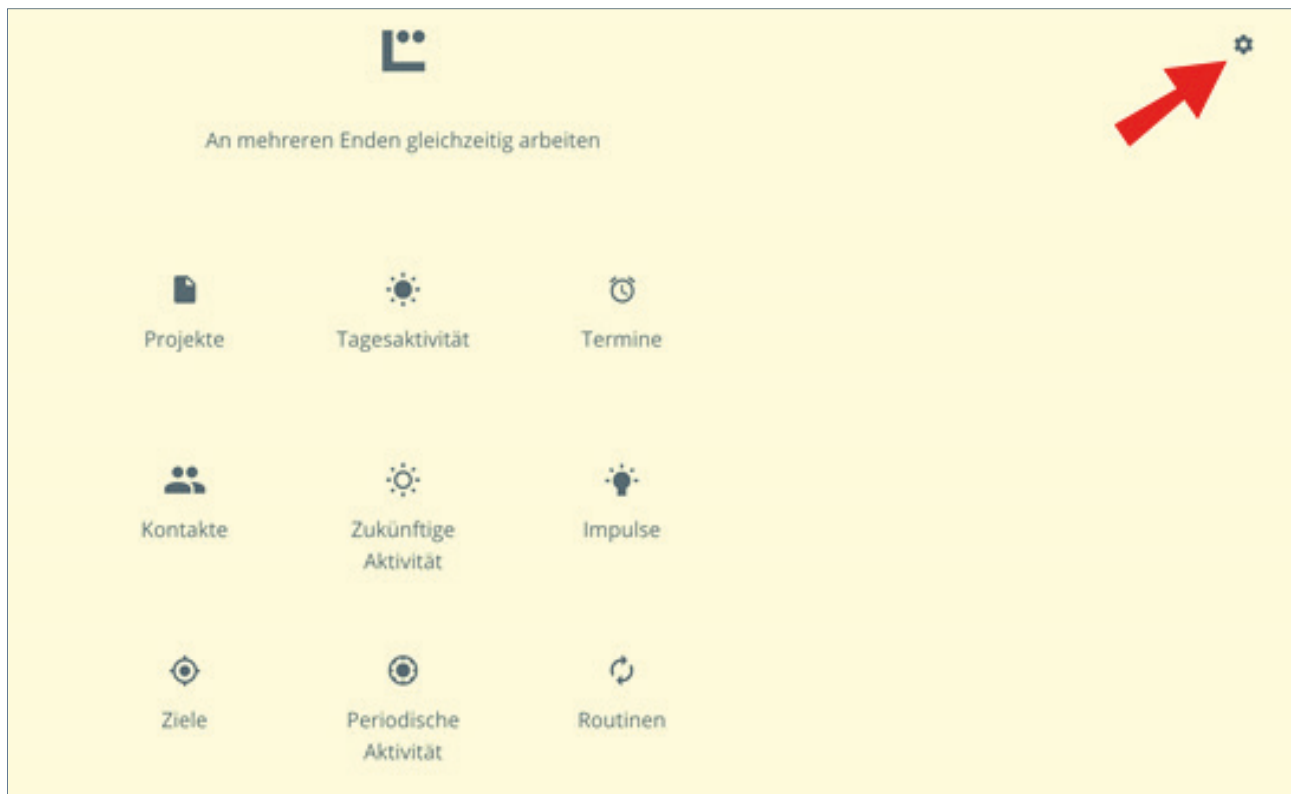 An mehreren Enden gleichzeitig arbeiten
Projekte
Tagesaktivität
Termine
Kontakte
Zukünftige
Aktivität
Impulse
Ziele
Periodische
Aktivität
Routinen